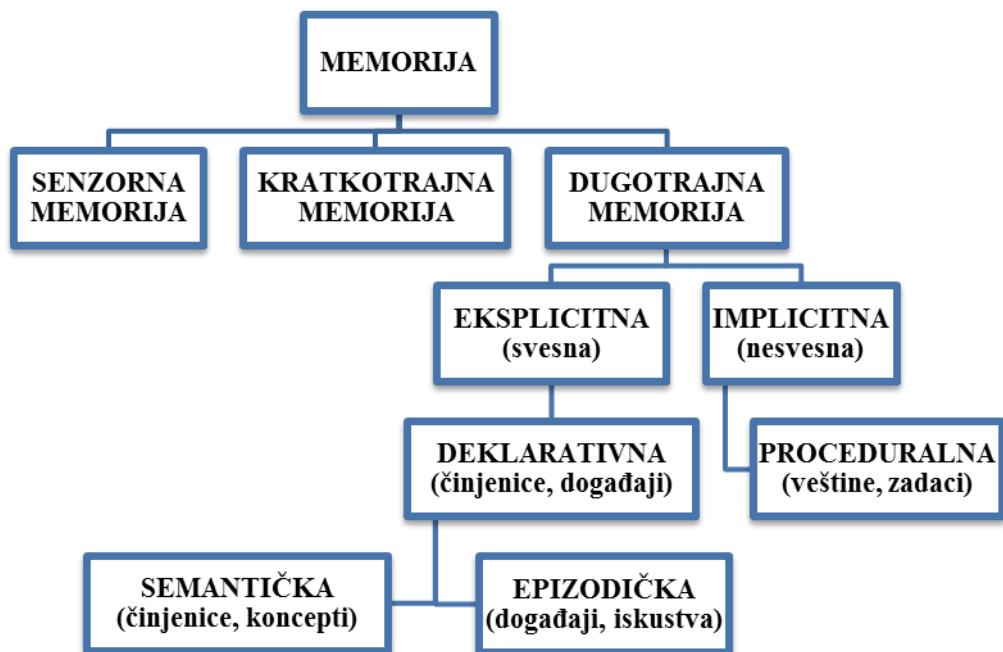 MEMORIJA
SENZORNA
MEMORIJA
KRATKOTRAJNA
MEMORIJA
DUGOTRAJNA
MEMORIJA
EKSPLICITNA
(svesna)
IMPLICITNA
(nesvesna)
DEKLARATIVNA
(činjenice, događaji)
PROCEDURALNA
(veštine, zadaci)
SEMANTIČKA
(činjenice, koncepti)
EPIZODIČKA
(događaji, iskustva)